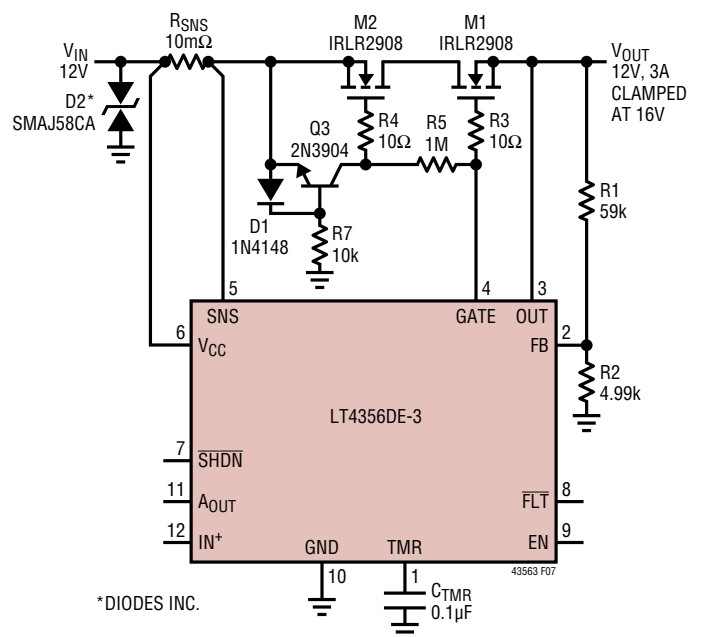 RSNS
10mΩ
VIN
12V
D2*
SMAJ58CA
M2
IRLR2908
M1
IRLR2908
VOUT
12V, 3A
CLAMPED
AT 16V
Q3
2N3904
R4
10Ω
R5
1M
R3
10Ω
R1
59k
D1
1N4148
R7
10k
5
4
3
SNS
GATE
OUT
6
VCC
2
FB
R2
4.99k
LT4356DE-3
7
SHDN
11
AOUT
FLT
8
12
IN+
EN
9
GND
TMR
10
1
43563 F07
CTMR
0.1µF
*DIODES INC.